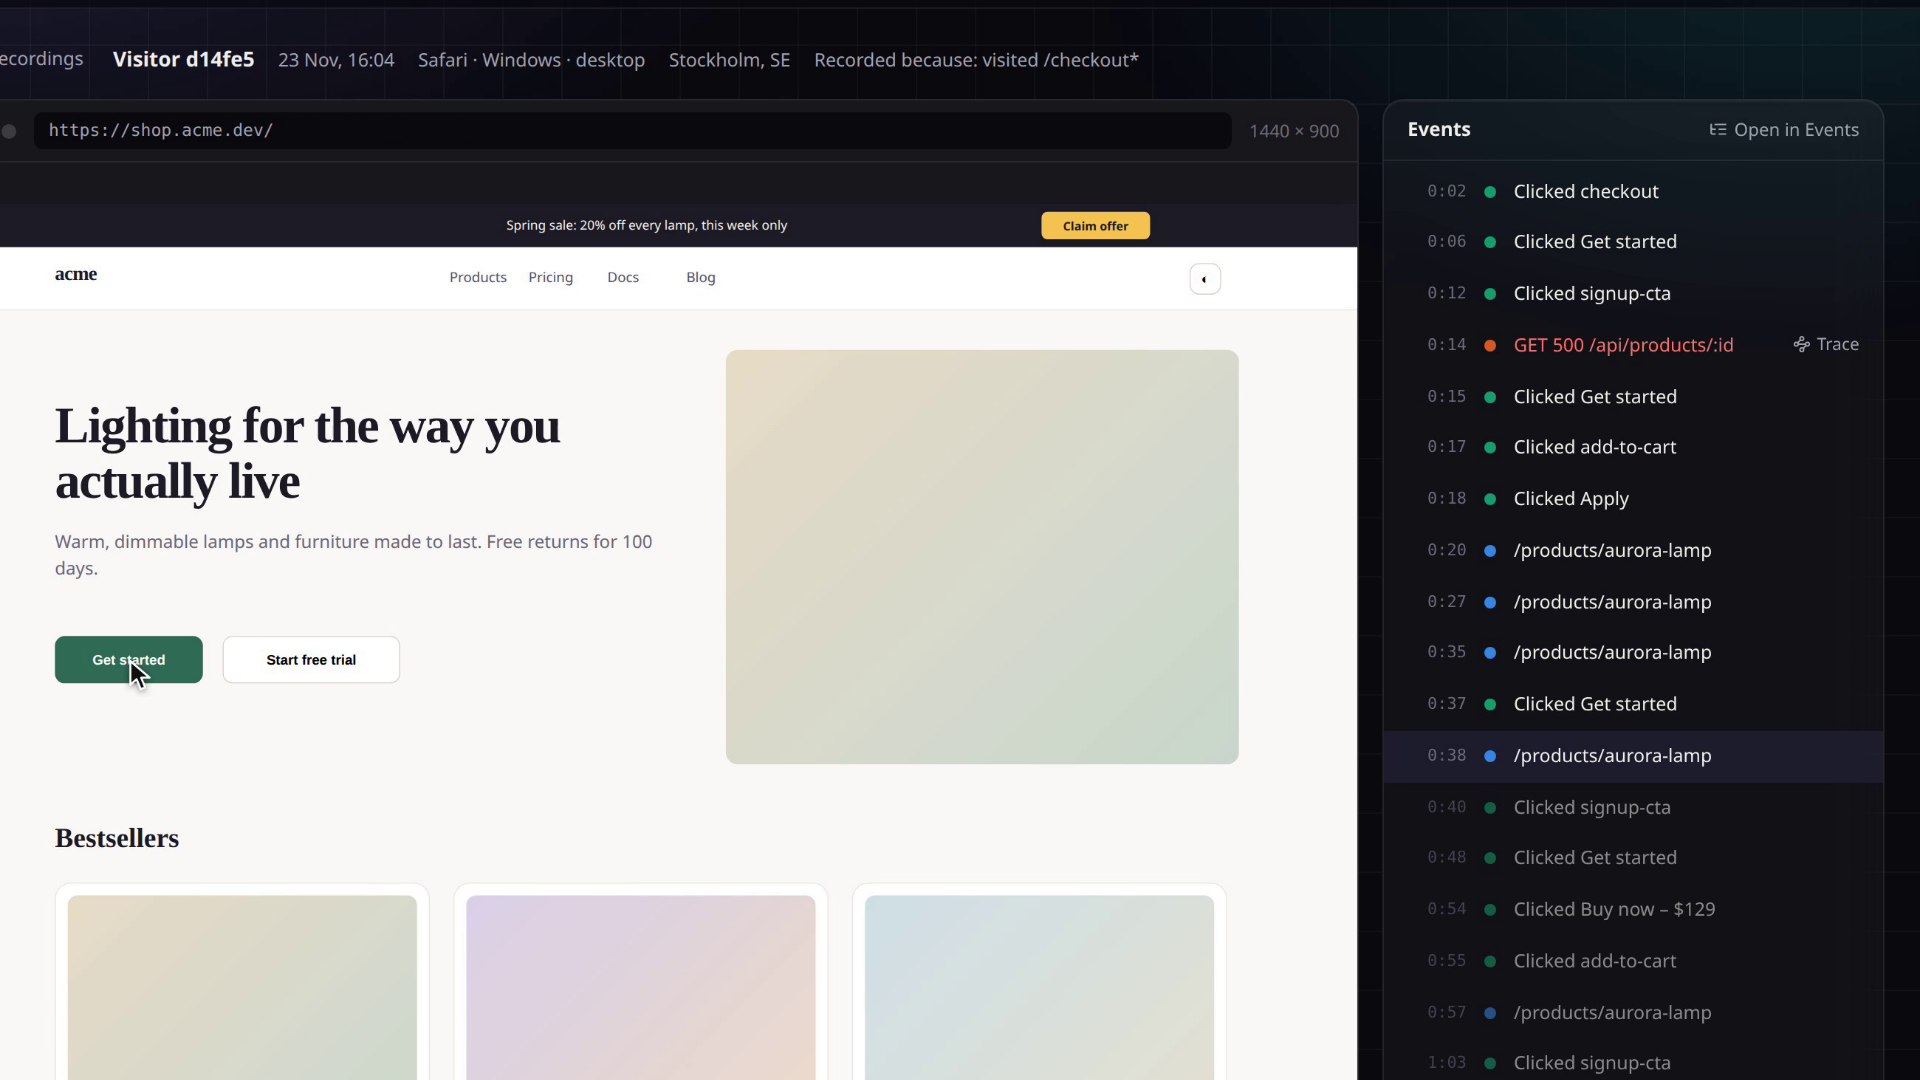 ecordings Visitor d14fe5 23 Nov, 16:04 Safari · Windows · desktop Stockholm, SE Recorded because: visited /checkout*
https://shop.acme.dev/ 1440 × 900
Spring sale: 20% off every lamp, this week only Claim offer
acme Products Pricing Docs Blog
Lighting for the way you
actually live
Warm, dimmable lamps and furniture made to last. Free returns for 100
days.
Get started Start free trial
Bestsellers
Events Open in Events
0:02 Clicked checkout
0:06 Clicked Get started
0:12 Clicked signup-cta
0:14 GET 500 /api/products/:id Trace
0:15 Clicked Get started
0:17 Clicked add-to-cart
0:18 Clicked Apply
0:20 /products/aurora-lamp
0:27 /products/aurora-lamp
0:35 /products/aurora-lamp
0:37 Clicked Get started
0:38 /products/aurora-lamp
0:40 Clicked signup-cta
0:48 Clicked Get started
0:54 Clicked Buy now – $129
0:55 Clicked add-to-cart
0:57 /products/aurora-lamp
1:03 Clicked signup-cta